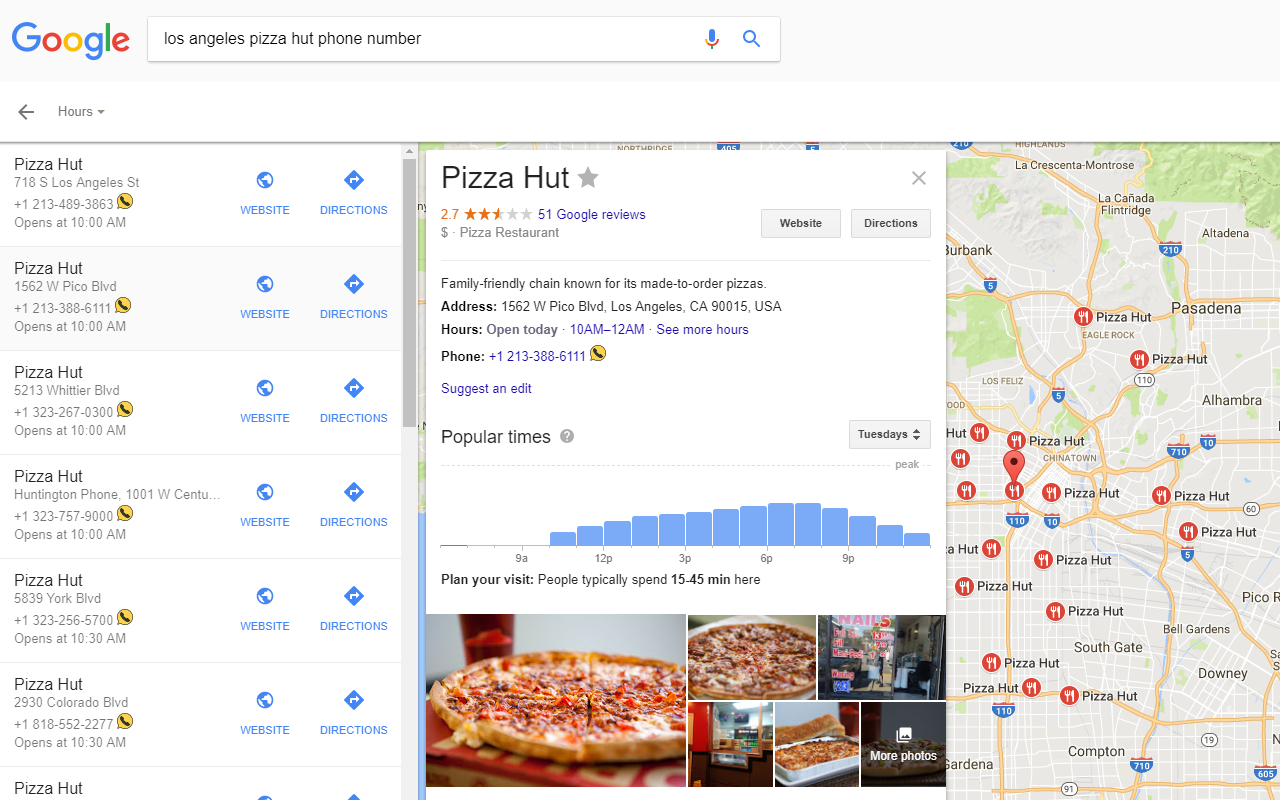 Google
los angeles pizza hut phone number
Hours
Pizza Hut
718 S Los Angeles St
+1 213-489-3863
Opens at 10:00 AM
WEBSITE
DIRECTIONS
Pizza Hut
1562 W Pico Blvd
+1 213-388-6111
Opens at 10:00 AM
WEBSITE
DIRECTIONS
Pizza Hut
5213 Whittier Blvd
+1 323-267-0300
Opens at 10:00 AM
WEBSITE
DIRECTIONS
Pizza Hut
Huntington Phone, 1001 W Centu...
+1 323-757-9000
Opens at 10:00 AM
WEBSITE
DIRECTIONS
Pizza Hut
5839 York Blvd
+1 323-256-5700
Opens at 10:30 AM
WEBSITE
DIRECTIONS
Pizza Hut
2930 Colorado Blvd
+1 818-552-2277
Opens at 10:30 AM
WEBSITE
DIRECTIONS
Pizza Hut
Pizza Hut
2.7 51 Google reviews
$ · Pizza Restaurant
Website
Directions
Family-friendly chain known for its made-to-order pizzas.
Address: 1562 W Pico Blvd, Los Angeles, CA 90015, USA
Hours: Open today · 10AM–12AM · See more hours
Phone: +1 213-388-6111
Suggest an edit
Popular times ?
Tuesdays
peak
9a 12p 3p 6p 9p
Plan your visit: People typically spend 15-45 min here
NAILS
More photos
NORTHRIDGE
405
5
210
HIGHLANDS
La Crescenta-Montrose
La Cañada
Flintridge
Altadena
210
Burbank
5
Pasadena
Pizza Hut
EAGLE ROCK
Pizza Hut
110
LOS FELIZ
5
Alhambra
OOD
Hut
Pizza Hut
10
710
CHINATOWN
Pizza Hut
Pizza Hut
110
10
710
60
Pizza Hut
a Hut
5
Pizza Hut
Pizza Hut
Pico R
Pizza Hut
Bell Gardens
South Gate
Pizza Hut
Downey
Pizza Hut
Pizza Hut
110
19
Compton
Gardena
710
605
91